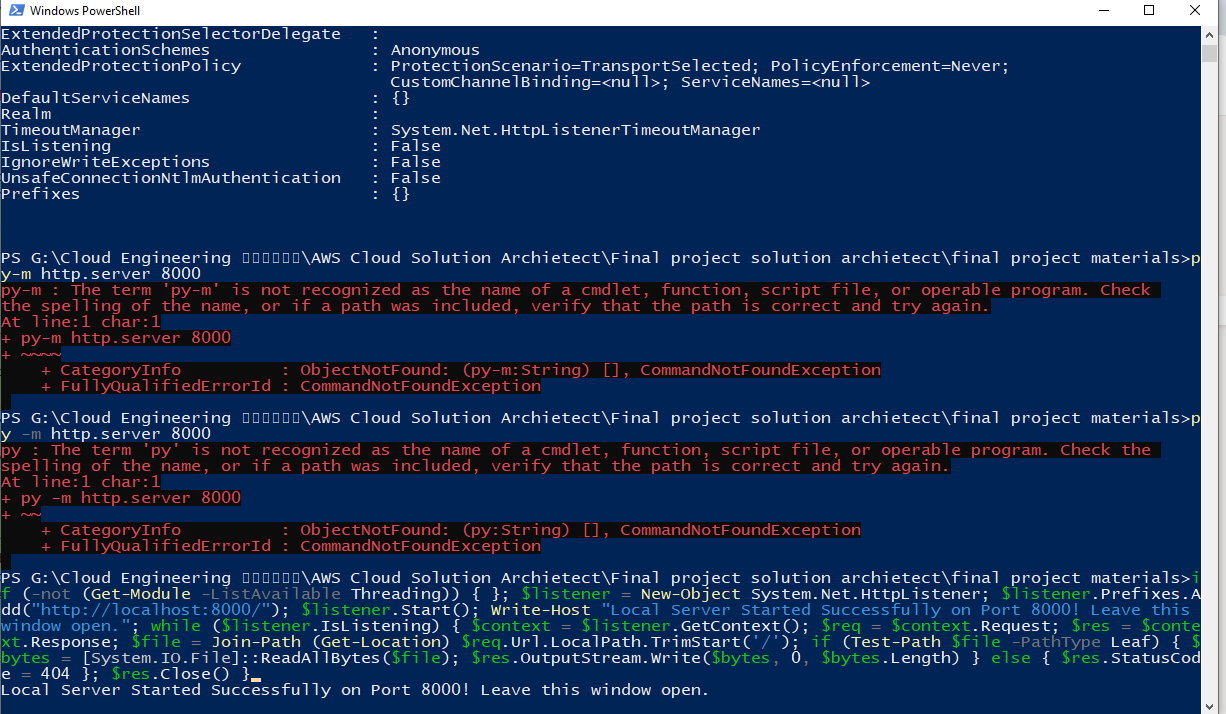 Windows PowerShell
ExtendedProtectionSelectorDelegate   :
AuthenticationSchemes                : Anonymous
ExtendedProtectionPolicy             : ProtectionScenario=TransportSelected; PolicyEnforcement=Never;
                                       CustomChannelBinding=<null>; ServiceNames=<null>
DefaultServiceNames                  : {}
Realm                                :
TimeoutManager                       : System.Net.HttpListenerTimeoutManager
IsListening                          : False
IgnoreWriteExceptions                : False
UnsafeConnectionNtlmAuthentication   : False
Prefixes                             : {}
PS G:\Cloud Engineering \AWS Cloud Solution Archietect\Final project solution archietect\final project materials>p
y-m http.server 8000
py-m : The term 'py-m' is not recognized as the name of a cmdlet, function, script file, or operable program. Check
the spelling of the name, or if a path was included, verify that the path is correct and try again.
At line:1 char:1
+ py-m http.server 8000
+ ~~~~
    + CategoryInfo          : ObjectNotFound: (py-m:String) [], CommandNotFoundException
    + FullyQualifiedErrorId : CommandNotFoundException
PS G:\Cloud Engineering \AWS Cloud Solution Archietect\Final project solution archietect\final project materials>p
y -m http.server 8000
py : The term 'py' is not recognized as the name of a cmdlet, function, script file, or operable program. Check the
spelling of the name, or if a path was included, verify that the path is correct and try again.
At line:1 char:1
+ py -m http.server 8000
+ ~~
    + CategoryInfo          : ObjectNotFound: (py:String) [], CommandNotFoundException
    + FullyQualifiedErrorId : CommandNotFoundException
PS G:\Cloud Engineering \AWS Cloud Solution Archietect\Final project solution archietect\final project materials>i
f (-not (Get-Module -ListAvailable Threading)) { }; $listener = New-Object System.Net.HttpListener; $listener.Prefixes.A
dd("http://localhost:8000/"); $listener.Start(); Write-Host "Local Server Started Successfully on Port 8000! Leave this
window open."; while ($listener.IsListening) { $context = $listener.GetContext(); $req = $context.Request; $res = $conte
xt.Response; $file = Join-Path (Get-Location) $req.Url.LocalPath.TrimStart('/'); if (Test-Path $file -PathType Leaf) { $
bytes = [System.IO.File]::ReadAllBytes($file); $res.OutputStream.Write($bytes, 0, $bytes.Length) } else { $res.StatusCod
e = 404 }; $res.Close() }
Local Server Started Successfully on Port 8000! Leave this window open.